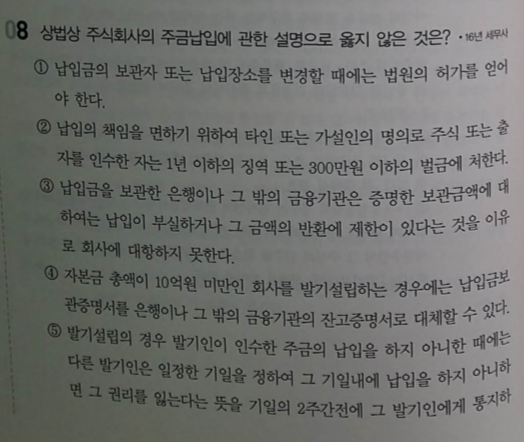 08 상법상 주식회사의 주금납입에 관한 설명으로 옳지 않은 것은? • 16년 세무사
① 납입금의 보관자 또는 납입장소를 변경할 때에는 법원의 허가를 얻어
야 한다.
② 납입의 책임을 면하기 위하여 타인 또는 가설인의 명의로 주식 또는 출
자를 인수한 자는 1년 이하의 징역 또는 300만원 이하의 벌금에 처한다.
③ 납입금을 보관한 은행이나 그 밖의 금융기관은 증명한 보관금액에 대
하여는 납입이 부실하거나 그 금액의 반환에 제한이 있다는 것을 이유
로 회사에 대항하지 못한다.
④ 자본금 총액이 10억원 미만인 회사를 발기설립하는 경우에는 납입금보
관증명서를 은행이나 그 밖의 금융기관의 잔고증명서로 대체할 수 있다.
⑤ 발기설립의 경우 발기인이 인수한 주금의 납입을 하지 아니한 때에는
다른 발기인은 일정한 기일을 정하여 그 기일내에 납입을 하지 아니하
면 그 권리를 잃는다는 뜻을 기일의 2주간전에 그 발기인에게 통지하